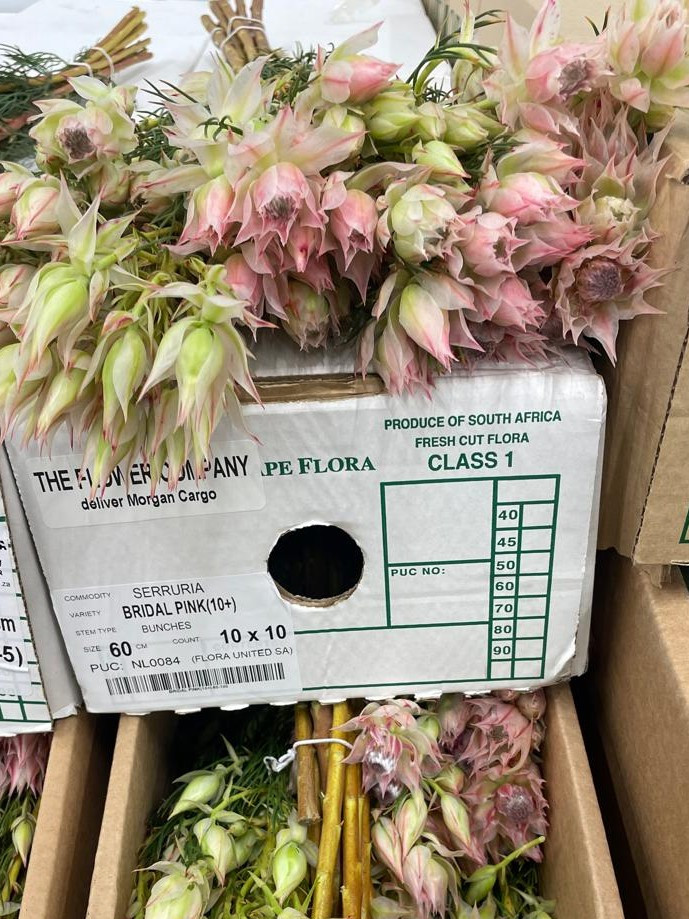 PRODUCE OF SOUTH AFRICA
FRESH CUT FLORA
CLASS 1
APE FLORA
THE FLOWER COMPANY
deliver Morgan Cargo
40
45
50
60
70
80
90
PUC NO:
COMMODITY SERRURIA
VARIETY BRIDAL PINK(10+)
STEM TYPE BUNCHES
SIZE 60 CM COUNT 10 x 10
PUC: NL0084 (FLORA UNITED SA)
.za
m
-5)